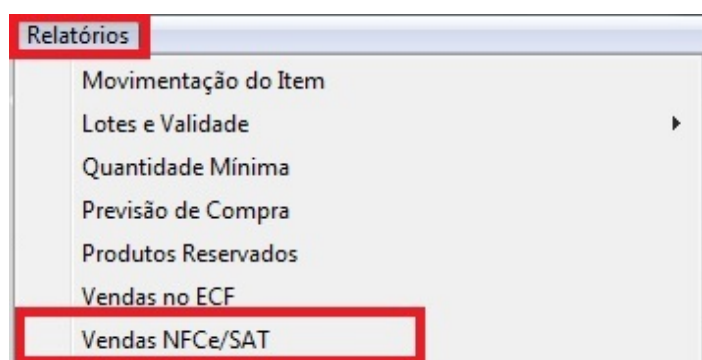 Relatórios
Movimentação do Item
Lotes e Validade
Quantidade Mínima
Previsão de Compra
Produtos Reservados
Vendas no ECF
Vendas NFCe/SAT